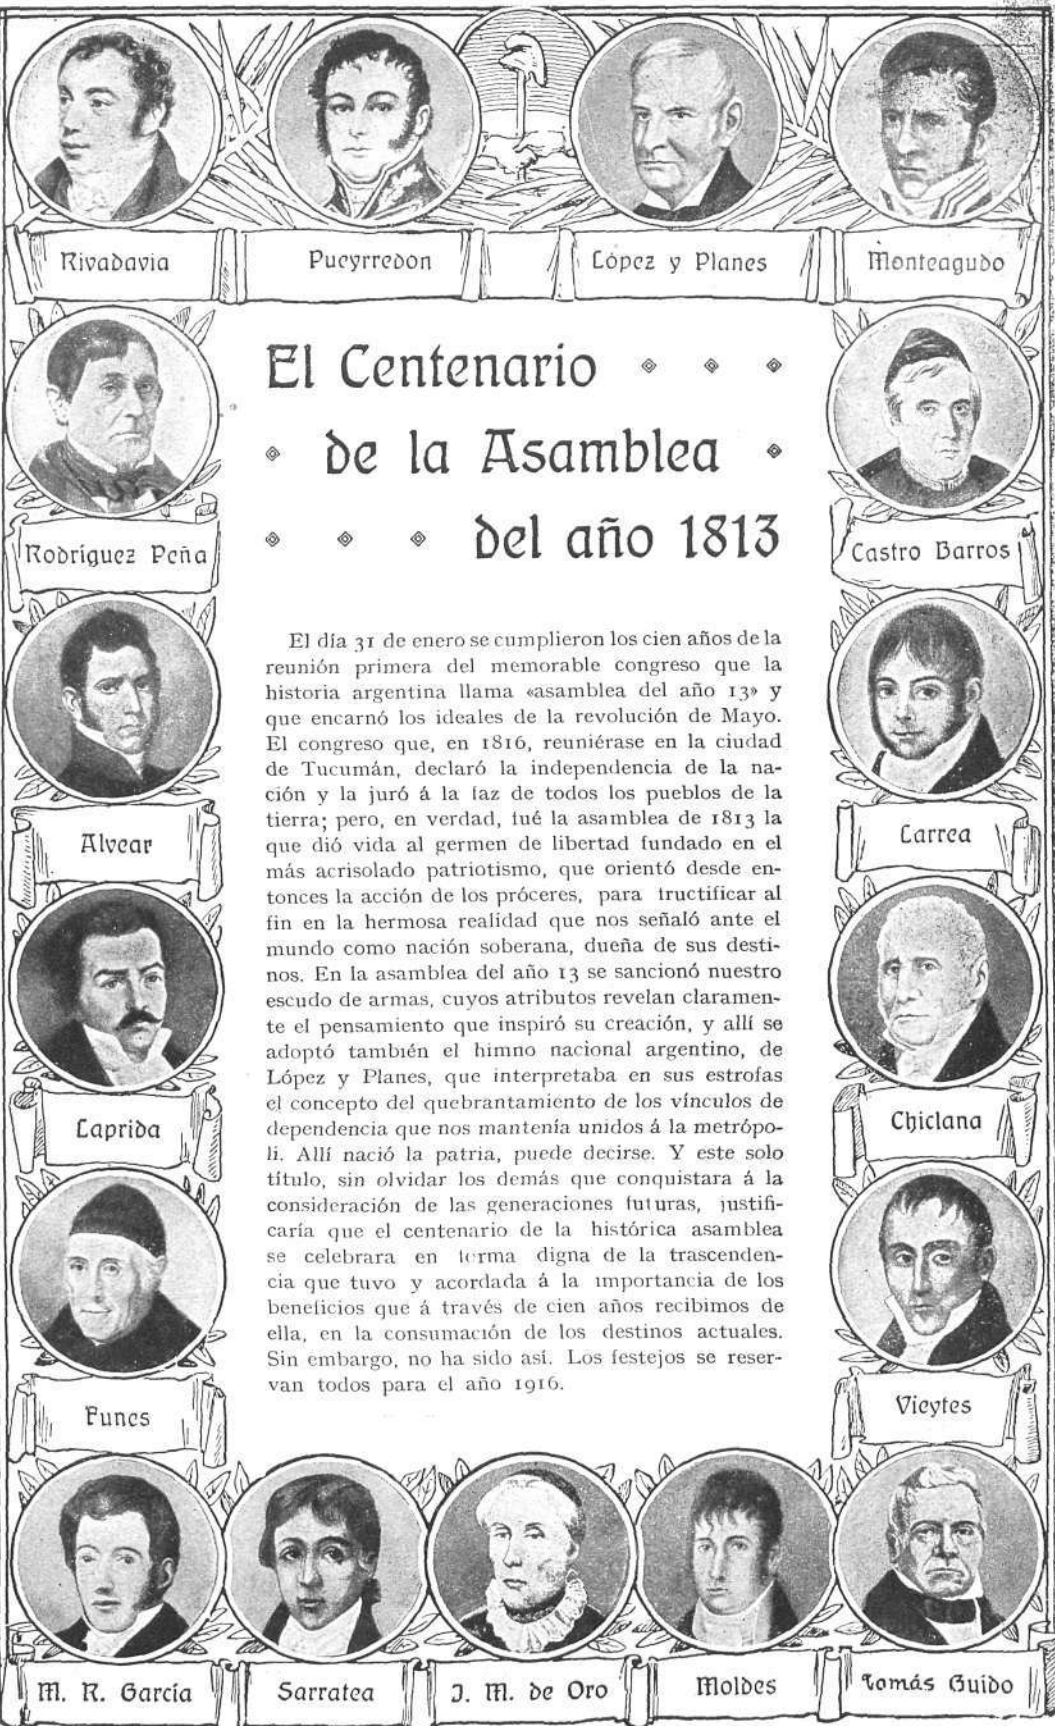 Rivadavia
Pueyrredon
López y Planes
Monteagudo
El Centenario
de la Asamblea
del año 1813
Rodríguez Peña
Castro Barros
Alvear
Larrea
Laprida
Chiclana
Funes
Vieytes
El día 31 de enero se cumplieron los cien años de la
reunión primera del memorable congreso que la
historia argentina llama «asamblea del año 13» y
que encarnó los ideales de la revolución de Mayo.
El congreso que, en 1816, reuniérase en la ciudad
de Tucumán, declaró la independencia de la na-
ción y la juró á la faz de todos los pueblos de la
tierra; pero, en verdad, fué la asamblea de 1813 la
que dió vida al germen de libertad fundado en el
más acrisolado patriotismo, que orientó desde en-
tonces la acción de los próceres, para fructificar al
fin en la hermosa realidad que nos señaló ante el
mundo como nación soberana, dueña de sus desti-
nos. En la asamblea del año 13 se sancionó nuestro
escudo de armas, cuyos atributos revelan claramen-
te el pensamiento que inspiró su creación, y allí se
adoptó también el himno nacional argentino, de
López y Planes, que interpretaba en sus estrofas
el concepto del quebrantamiento de los vínculos de
dependencia que nos mantenía unidos á la metrópo-
li. Allí nació la patria, puede decirse. Y este solo
título, sin olvidar los demás que conquistara á la
consideración de las generaciones futuras, justifi-
caría que el centenario de la histórica asamblea
se celebrara en forma digna de la trascenden-
cia que tuvo y acordada á la importancia de los
beneficios que á través de cien años recibimos de
ella, en la consumación de los destinos actuales.
Sin embargo, no ha sido así. Los festejos se reser-
van todos para el año 1916.
M. R. García
Sarratea
J. M. de Oro
Moldes
Tomás Guido